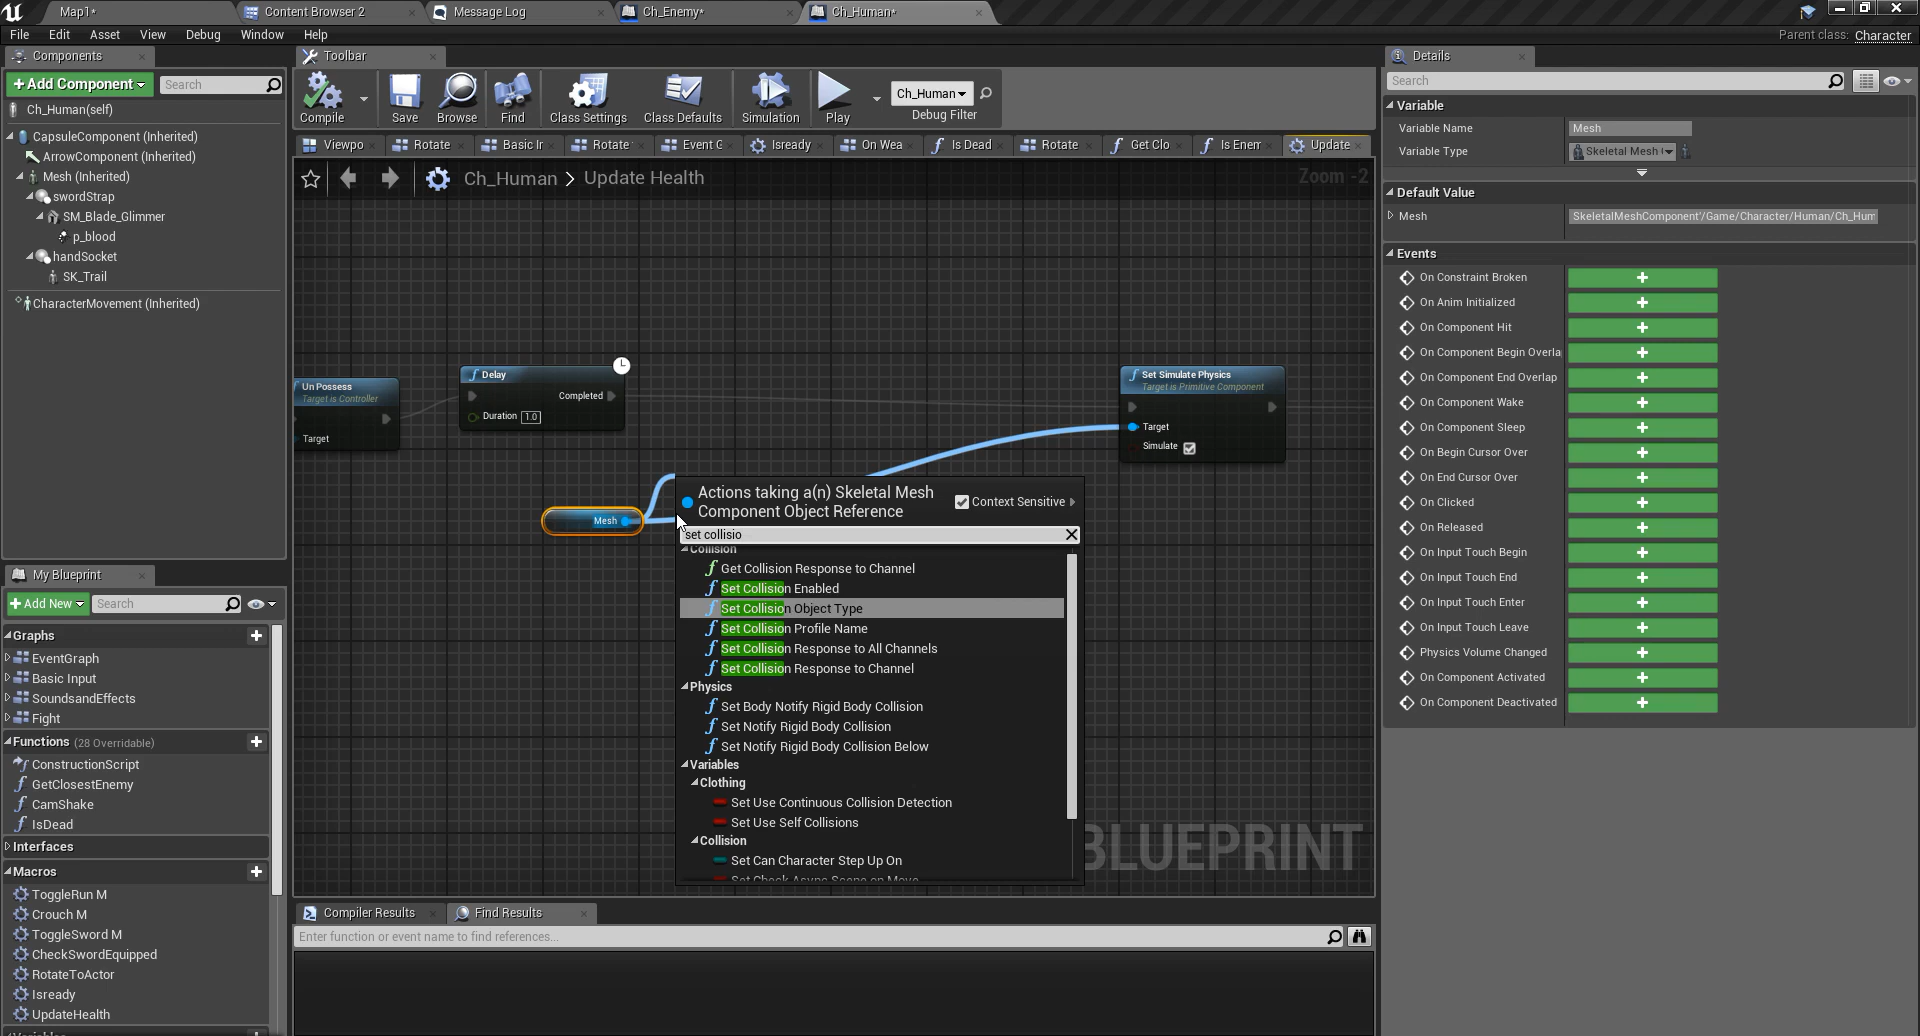 Map1*
Content Browser 2
Message Log
Ch_Enemy*
Ch_Human*
File Edit Asset View Debug Window Help
Parent class: Character
Components
+Add Component
Search
Ch_Human(self)
CapsuleComponent (Inherited)
ArrowComponent (Inherited)
Mesh (Inherited)
swordStrap
SM_Blade_Glimmer
p_blood
handSocket
SK_Trail
CharacterMovement (Inherited)
Toolbar
Compile
Save
Browse
Find
Class Settings
Class Defaults
Simulation
Play
Ch_Human
Debug Filter
Viewpo
Rotate
Basic Ir
Rotate
Event G
Isready
On Wea
Is Dead
Rotate
Get Clo
Is Enem
Update
Ch_Human > Update Health
Zoom -2
Un Possess
Target is Controller
Target
Delay
Completed
Duration 1.0
Set Simulate Physics
Target is Primitive Component
Target
Simulate
Mesh
Actions taking a(n) Skeletal Mesh
Component Object Reference
Context Sensitive
set collisio
Collision
Get Collision Response to Channel
Set Collision Enabled
Set Collision Object Type
Set Collision Profile Name
Set Collision Response to All Channels
Set Collision Response to Channel
Physics
Set Body Notify Rigid Body Collision
Set Notify Rigid Body Collision
Set Notify Rigid Body Collision Below
Variables
Clothing
Set Use Continuous Collision Detection
Set Use Self Collisions
Collision
Set Can Character Step Up On
Set Check Async Scene on Move
BLUEPRINT
My Blueprint
+Add New
Search
Graphs
EventGraph
Basic Input
SoundsandEffects
Fight
Functions (28 Overridable)
ConstructionScript
GetClosestEnemy
CamShake
IsDead
Interfaces
Macros
ToggleRun M
Crouch M
ToggleSword M
CheckSwordEquipped
RotateToActor
Isready
UpdateHealth
Variables
Compiler Results
Find Results
Enter function or event name to find references...
Details
Search
Variable
Variable Name Mesh
Variable Type Skeletal Mesh
Default Value
Mesh SkeletalMeshComponent'/Game/Character/Human/Ch_Hum
Events
On Constraint Broken
On Anim Initialized
On Component Hit
On Component Begin Overla
On Component End Overlap
On Component Wake
On Component Sleep
On Begin Cursor Over
On End Cursor Over
On Clicked
On Released
On Input Touch Begin
On Input Touch End
On Input Touch Enter
On Input Touch Leave
Physics Volume Changed
On Component Activated
On Component Deactivated